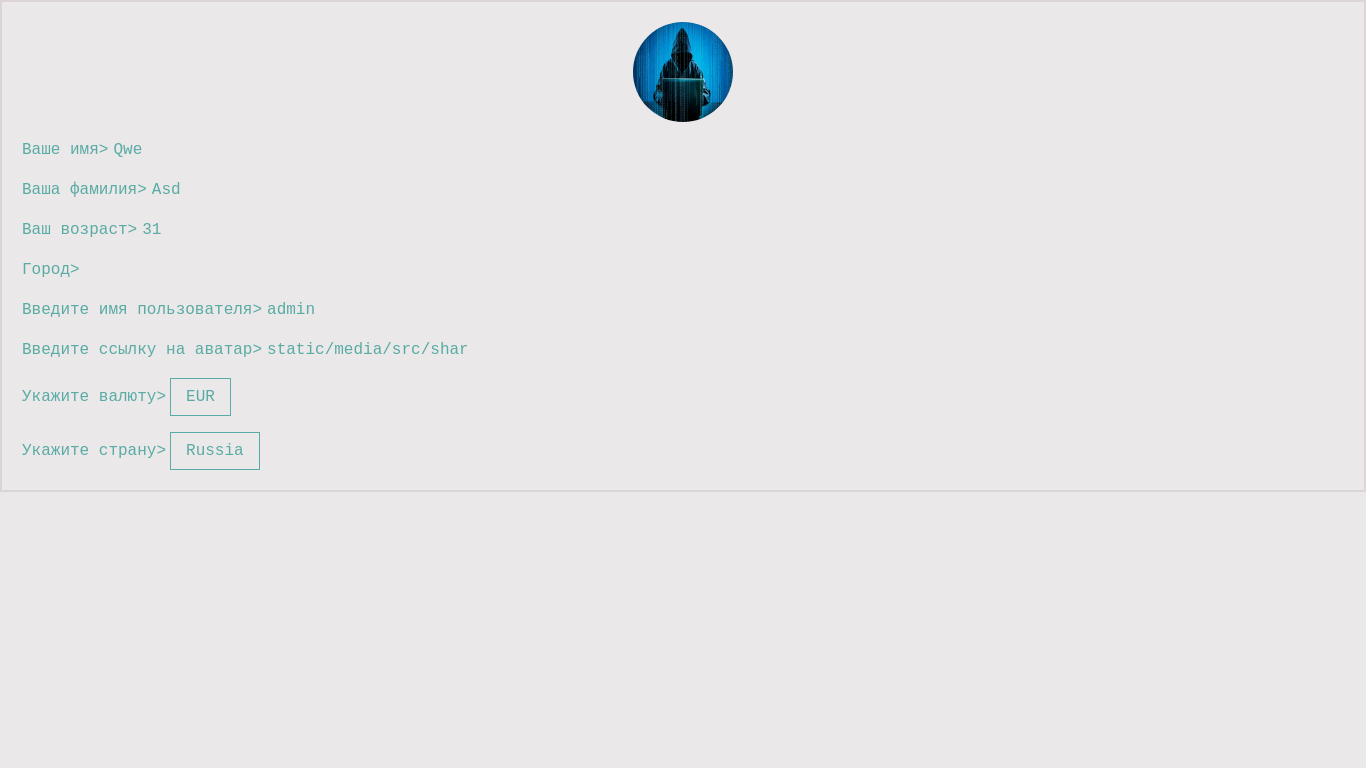 Ваше имя> Qwe
Ваша фамилия> Asd
Ваш возраст> 31
Город>
Введите имя пользователя> admin
Введите ссылку на аватар> static/media/src/shar
Укажите валюту> EUR
Укажите страну> Russia